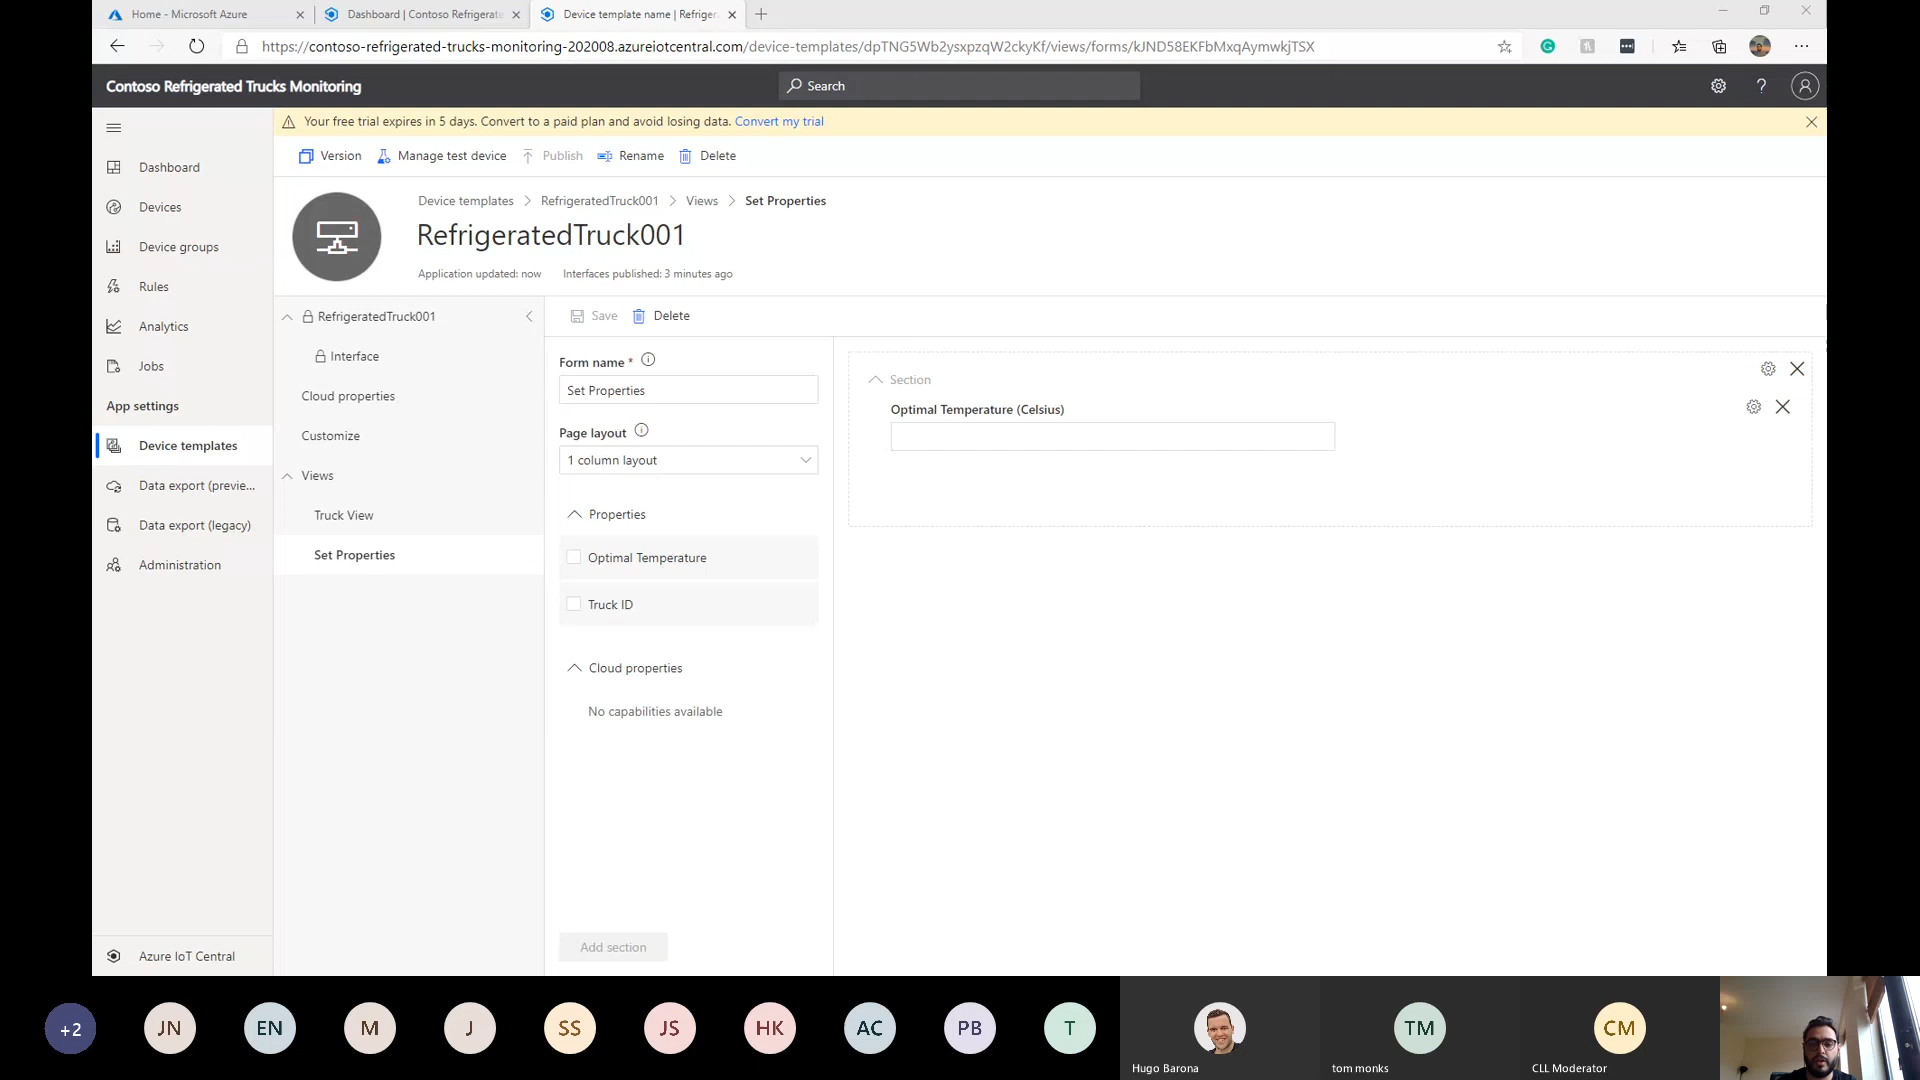 Home - Microsoft Azure
Dashboard | Contoso Refrigerate
Device template name | Refriger
https://contoso-refrigerated-trucks-monitoring-202008.azureiotcentral.com/device-templates/dpTNG5Wb2ysxpzqW2ckyKf/views/forms/kJND58EKFbMxqAymwkjTSX
Contoso Refrigerated Trucks Monitoring
Search
?
Your free trial expires in 5 days. Convert to a paid plan and avoid losing data. Convert my trial
Version
Manage test device
Publish
Rename
Delete
Dashboard
Devices
Device groups
Rules
Analytics
Jobs
App settings
Device templates
Data export (previe...
Data export (legacy)
Administration
Azure IoT Central
Device templates > RefrigeratedTruck001 > Views > Set Properties
RefrigeratedTruck001
Application updated: now
Interfaces published: 3 minutes ago
RefrigeratedTruck001
Interface
Cloud properties
Customize
Views
Truck View
Set Properties
Save
Delete
Form name *
Set Properties
Page layout
1 column layout
Properties
Optimal Temperature
Truck ID
Cloud properties
No capabilities available
Add section
Section
Optimal Temperature (Celsius)
+2
JN
EN
M
J
SS
JS
HK
AC
PB
T
Hugo Barona
TM
tom monks
CM
CLL Moderator